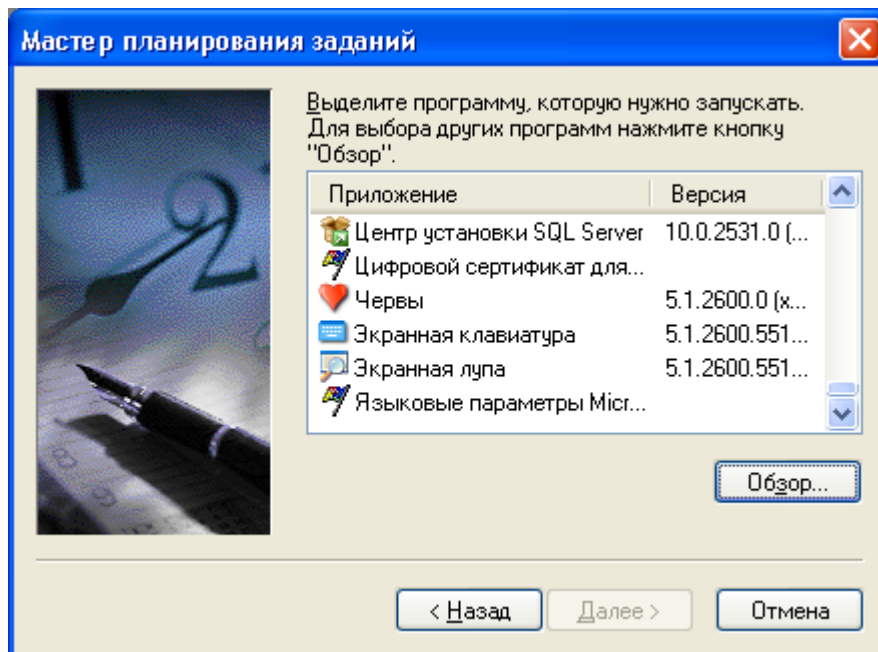 Мастер планирования заданий
Выделите программу, которую нужно запускать.
Для выбора других программ нажмите кнопку
"Обзор".
Приложение Версия
Центр установки SQL Server 10.0.2531.0 (...
Цифровой сертификат для...
Червы 5.1.2600.0 (x...
Экранная клавиатура 5.1.2600.551...
Экранная лупа 5.1.2600.551...
Языковые параметры Micr...
Обзор...
< Назад Далее > Отмена